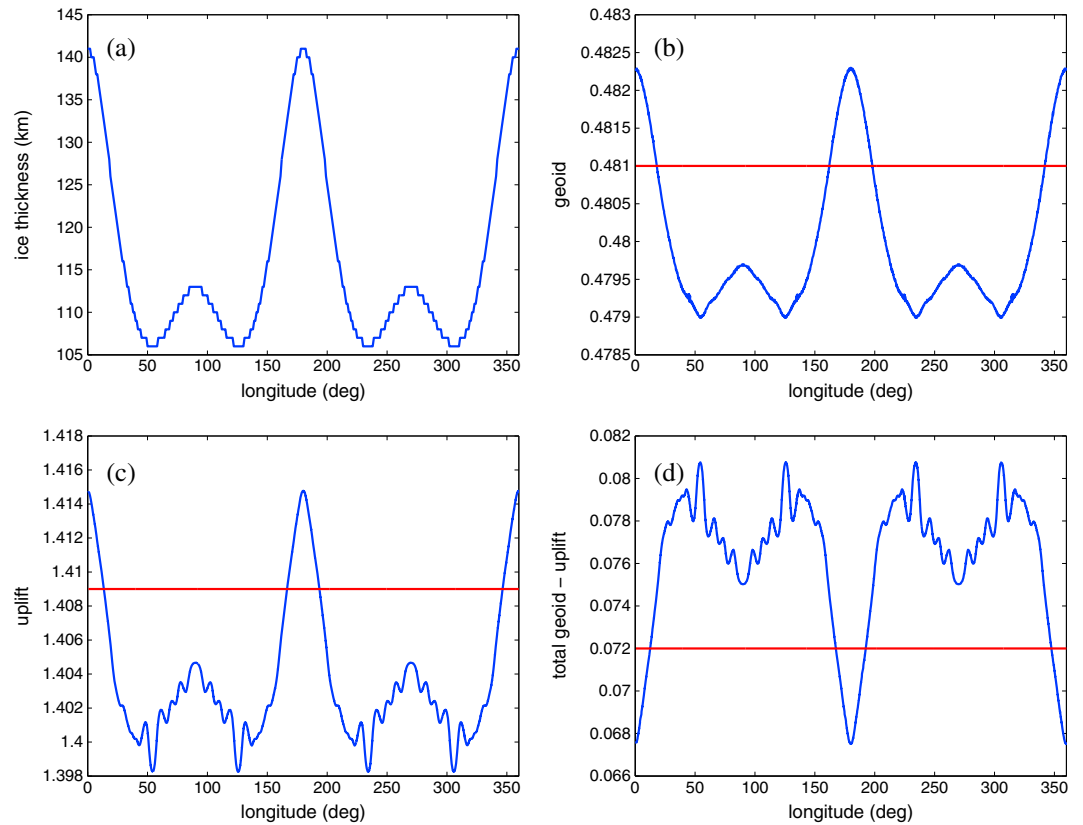 (a)
145
140
135
130
125
120
115
110
105
ice thickness (km)
0 50 100 150 200 250 300 350
longitude (deg)
(b)
0.483
0.4825
0.482
0.4815
0.481
0.4805
0.48
0.4795
0.479
0.4785
geoid
0 50 100 150 200 250 300 350
longitude (deg)
(c)
1.418
1.416
1.414
1.412
1.41
1.408
1.406
1.404
1.402
1.4
1.398
uplift
0 50 100 150 200 250 300 350
longitude (deg)
(d)
0.082
0.08
0.078
0.076
0.074
0.072
0.07
0.068
0.066
total geoid – uplift
0 50 100 150 200 250 300 350
longitude (deg)